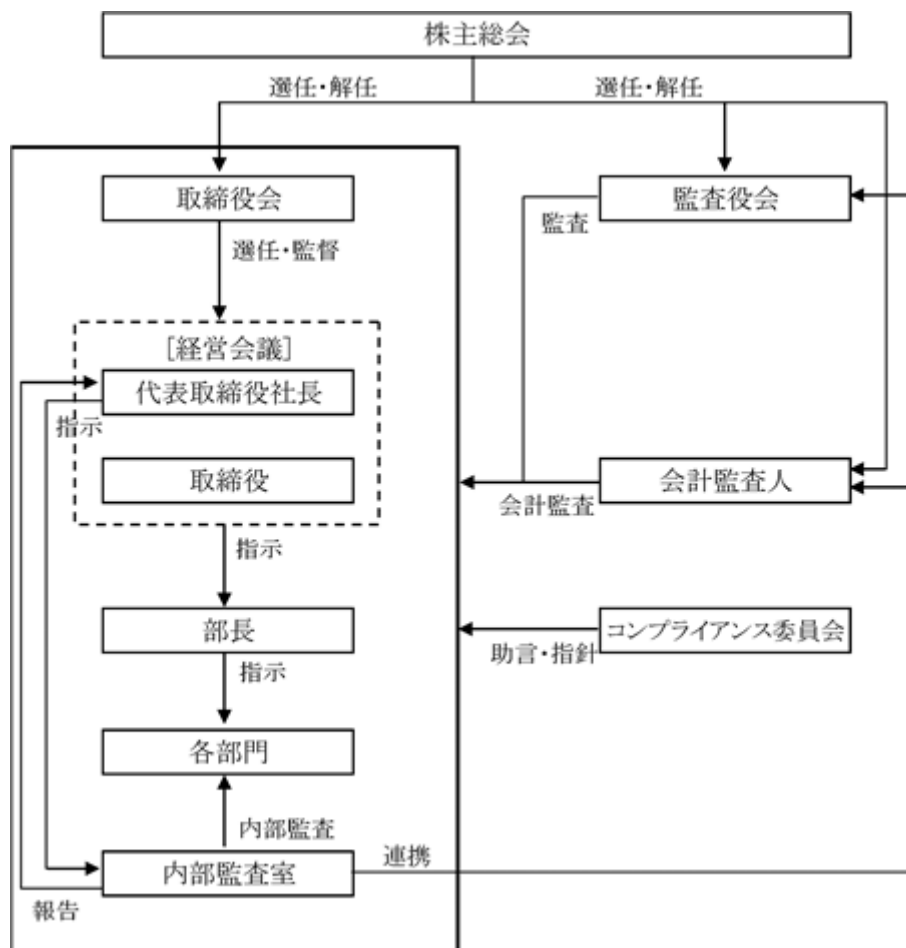 株主総会
選任・解任
選任・解任
取締役会
監査役会
監査
選任・監督
[経営会議]
代表取締役社長
指示
取締役
会計監査人
会計監査
指示
部長
コンプライアンス委員会
助言・指針
指示
各部門
内部監査
連携
内部監査室
報告